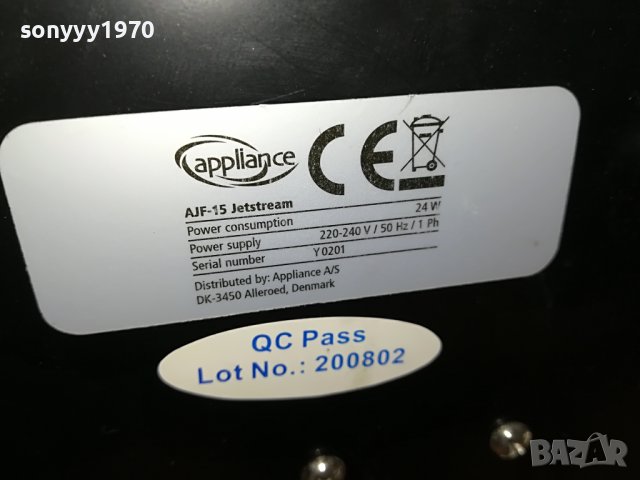 sonyyy1970
appliance
CE
AJF-15 Jetstream
Power consumption 24 W
Power supply 220-240 V / 50 Hz / 1 Ph
Serial number Y0201
Distributed by: Appliance A/S
DK-3450 Alleroed, Denmark
QC Pass
Lot No.: 200802
BAZAR